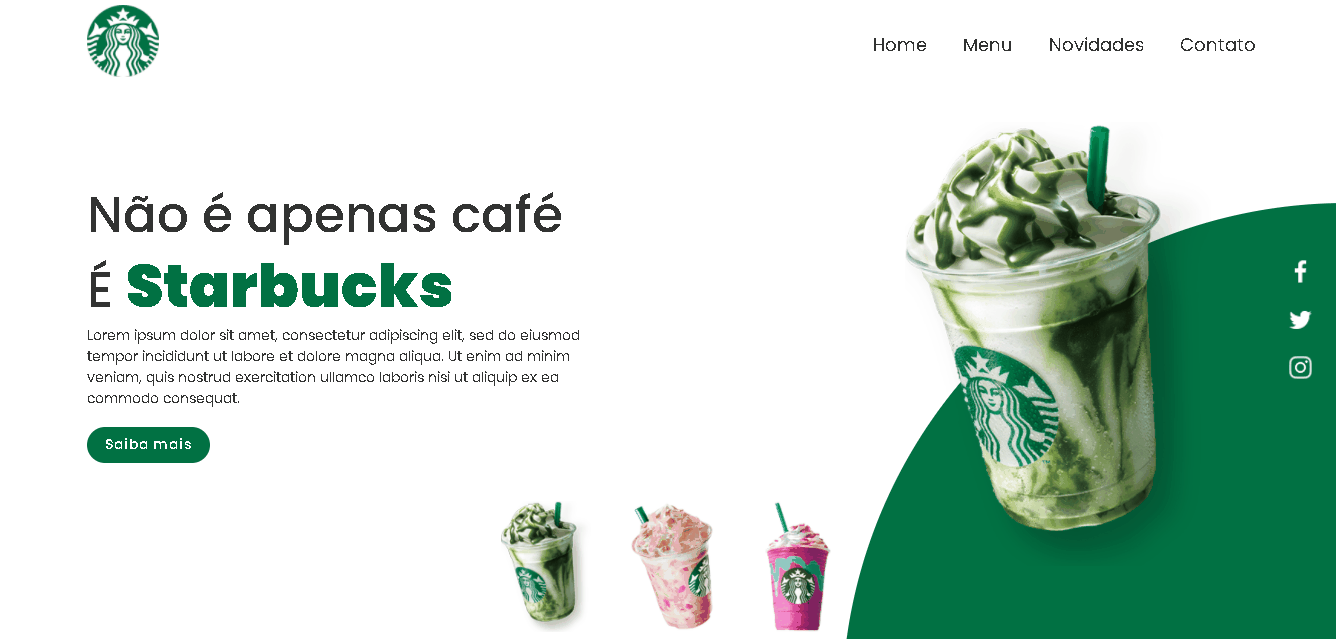 Home Menu Novidades Contato
Não é apenas café
É Starbucks
Lorem ipsum dolor sit amet, consectetur adipiscing elit, sed do eiusmod
tempor incididunt ut labore et dolore magna aliqua. Ut enim ad minim
veniam, quis nostrud exercitation ullamco laboris nisi ut aliquip ex ea
commodo consequat.
Saiba mais